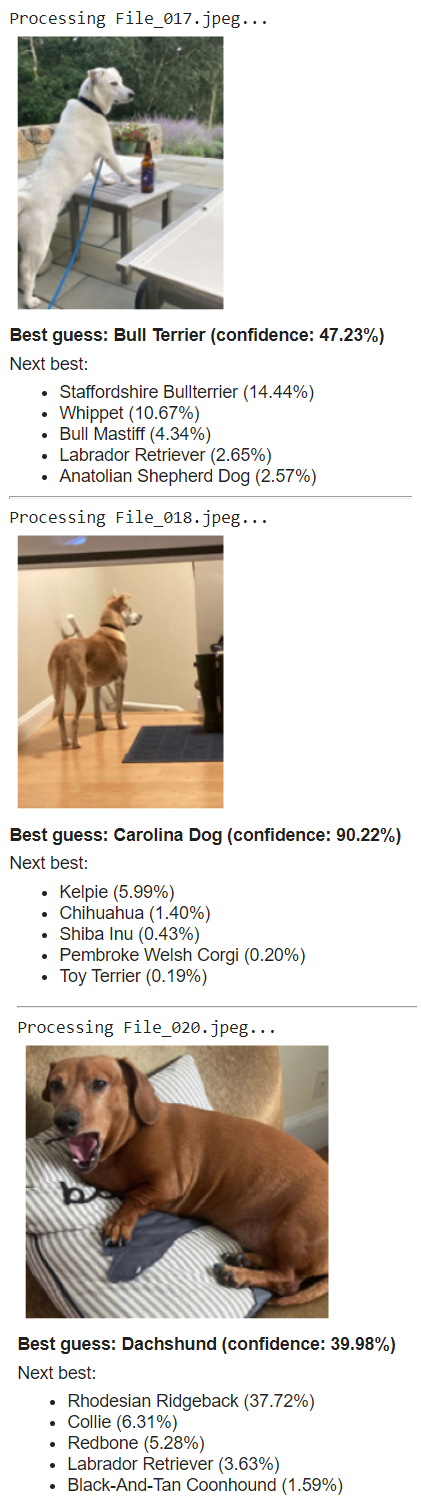 Processing File_017.jpeg...
Best guess: Bull Terrier (confidence: 47.23%)
Next best:
• Staffordshire Bullterrier (14.44%)
• Whippet (10.67%)
• Bull Mastiff (4.34%)
• Labrador Retriever (2.65%)
• Anatolian Shepherd Dog (2.57%)
Processing File_018.jpeg...
Best guess: Carolina Dog (confidence: 90.22%)
Next best:
• Kelpie (5.99%)
• Chihuahua (1.40%)
• Shiba Inu (0.43%)
• Pembroke Welsh Corgi (0.20%)
• Toy Terrier (0.19%)
Processing File_020.jpeg...
Best guess: Dachshund (confidence: 39.98%)
Next best:
• Rhodesian Ridgeback (37.72%)
• Collie (6.31%)
• Redbone (5.28%)
• Labrador Retriever (3.63%)
• Black-And-Tan Coonhound (1.59%)